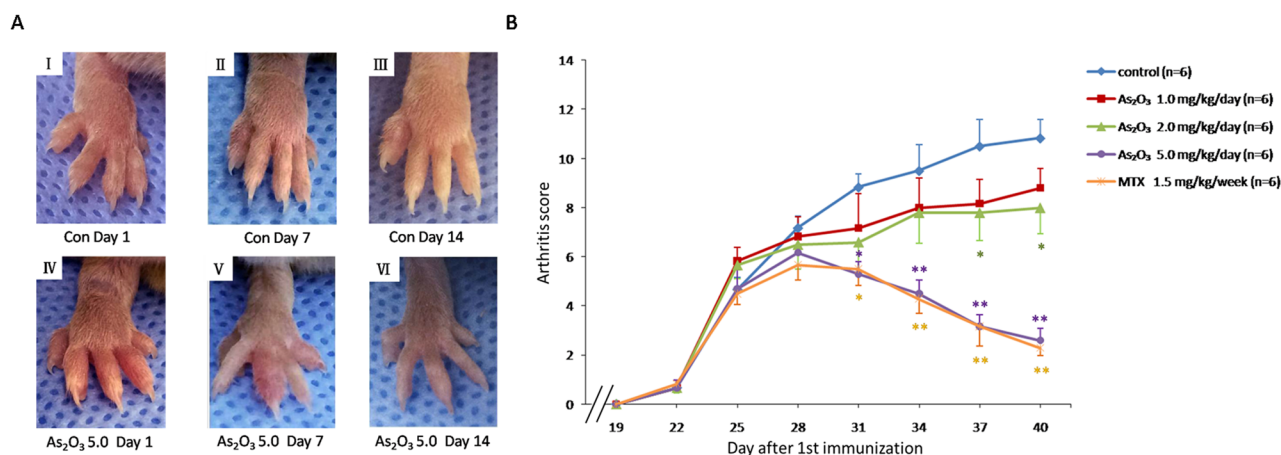 A
I
II
III
Con Day 1
Con Day 7
Con Day 14
IV
V
VI
As₂O₃ 5.0 Day 1
As₂O₃ 5.0 Day 7
As₂O₃ 5.0 Day 14
B
14
12
10
8
6
4
2
0
Arthritis score
19 22 25 28 31 34 37 40
Day after 1st immunization
* ** ** **
* *
* ** ** **
control (n=6)
As₂O₃ 1.0 mg/kg/day (n=6)
As₂O₃ 2.0 mg/kg/day (n=6)
As₂O₃ 5.0 mg/kg/day (n=6)
MTX 1.5 mg/kg/week (n=6)